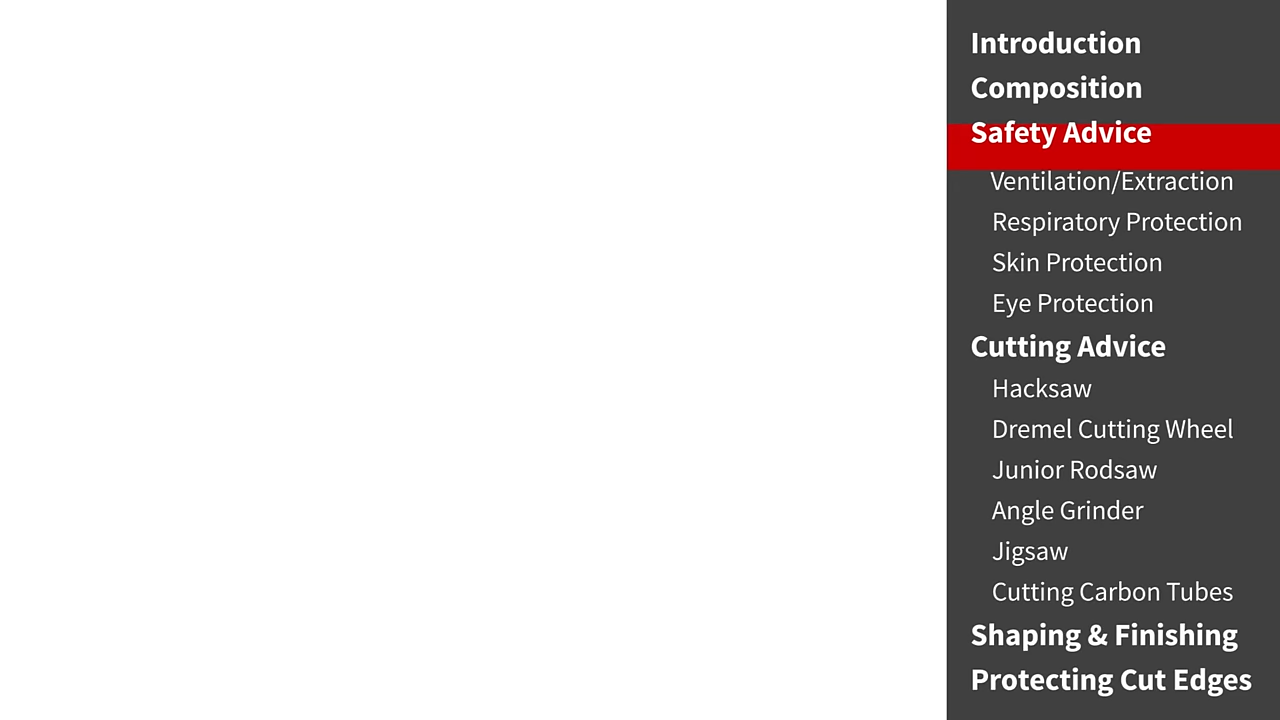 Introduction
Composition
Safety Advice
Ventilation/Extraction
Respiratory Protection
Skin Protection
Eye Protection
Cutting Advice
Hacksaw
Dremel Cutting Wheel
Junior Rodsaw
Angle Grinder
Jigsaw
Cutting Carbon Tubes
Shaping & Finishing
Protecting Cut Edges